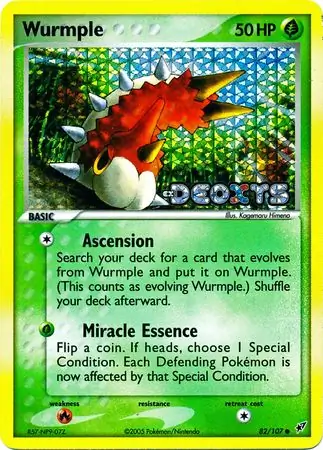 Wurmple 50 HP
DEOXYS
Illus. Kagemaru Himeno
BASIC
Ascension
Search your deck for a card that evolves
from Wurmple and put it on Wurmple.
(This counts as evolving Wurmple.) Shuffle
your deck afterward.
Miracle Essence
Flip a coin. If heads, choose 1 Special
Condition. Each Defending Pokémon is
now affected by that Special Condition.
weakness resistance retreat cost
©2005 Pokémon/Nintendo 82/107